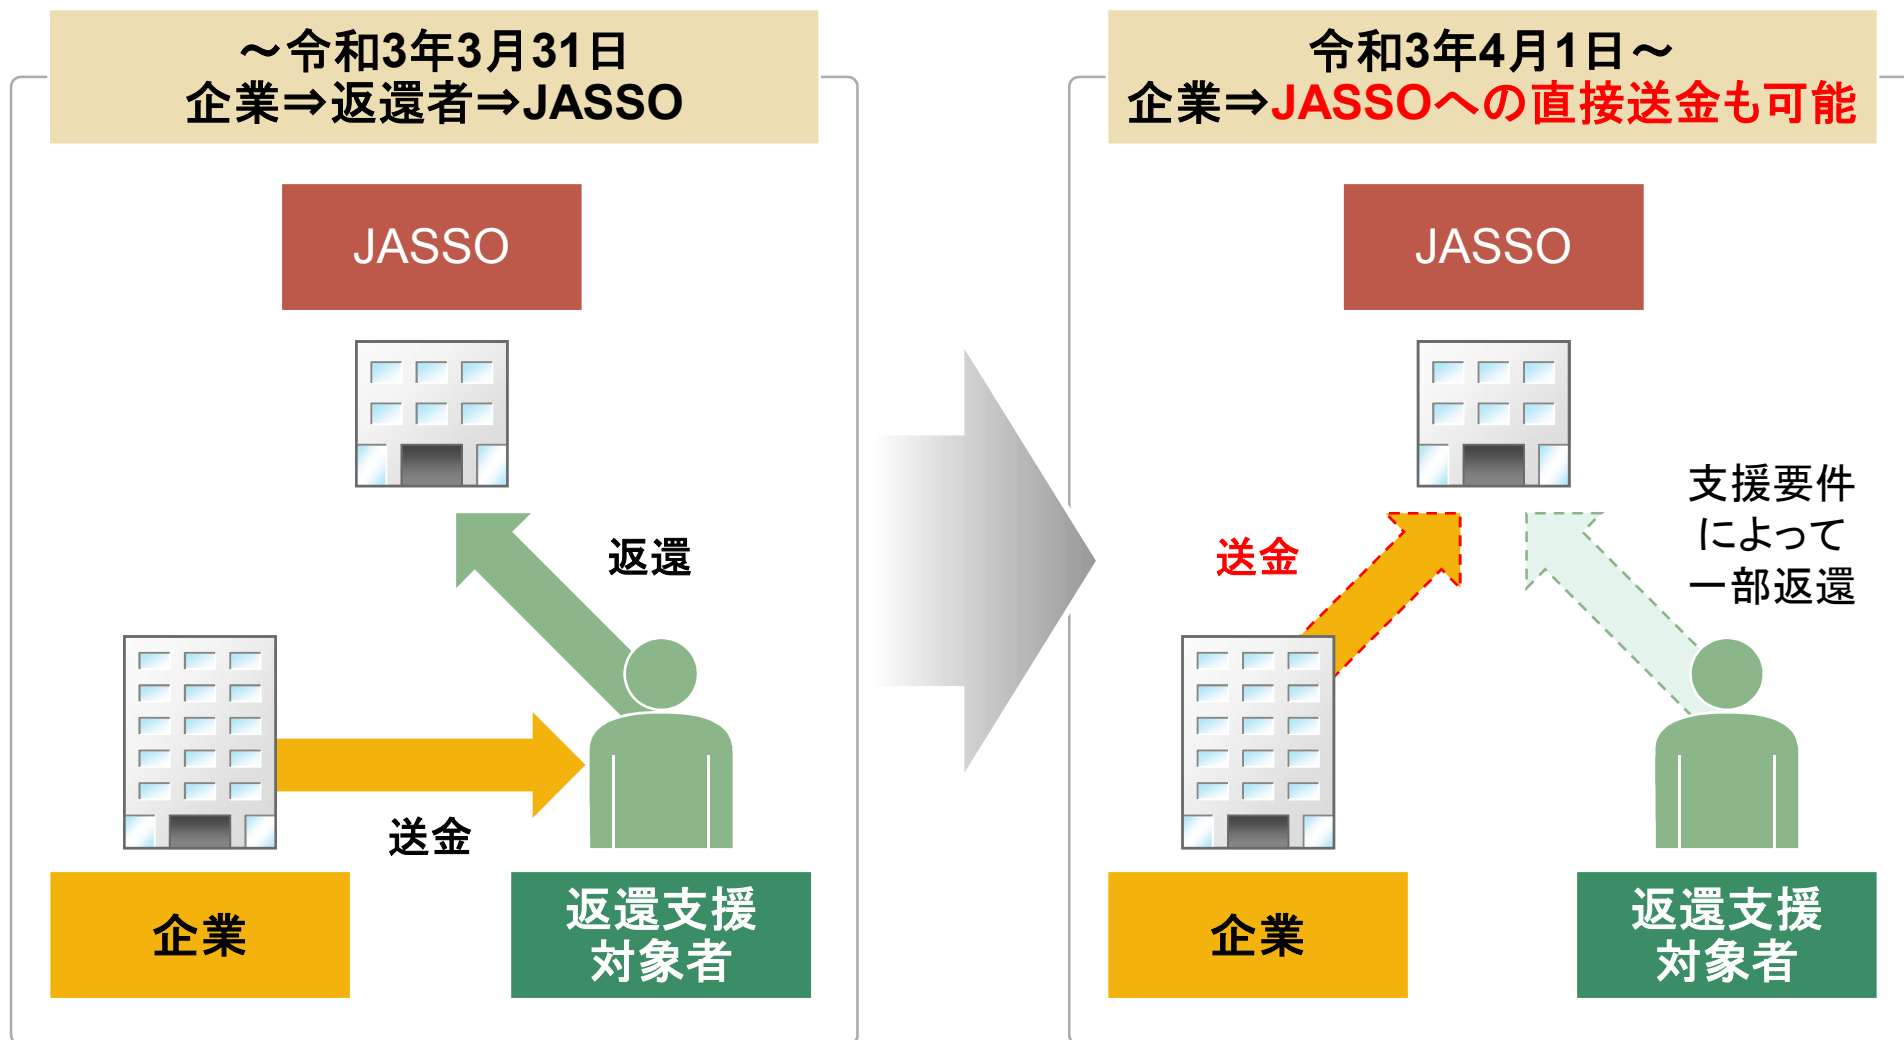 ～令和3年3月31日
企業⇒返還者⇒JASSO
JASSO
返還
送金
企業
返還支援
対象者
令和3年4月1日～
企業⇒JASSOへの直接送金も可能
JASSO
支援要件
によって
一部返還
送金
企業
返還支援
対象者